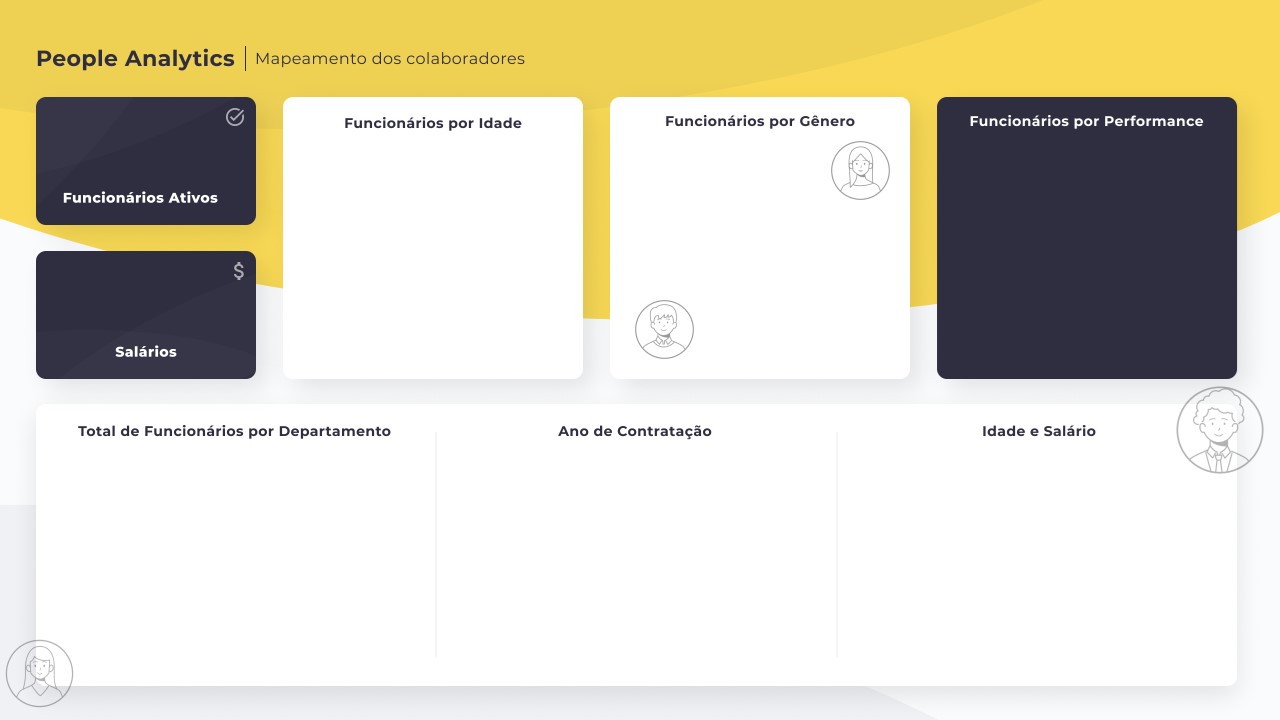 People Analytics | Mapeamento dos colaboradores
Funcionários Ativos
$
Salários
Funcionários por Idade
Funcionários por Gênero
Funcionários por Performance
Total de Funcionários por Departamento
Ano de Contratação
Idade e Salário